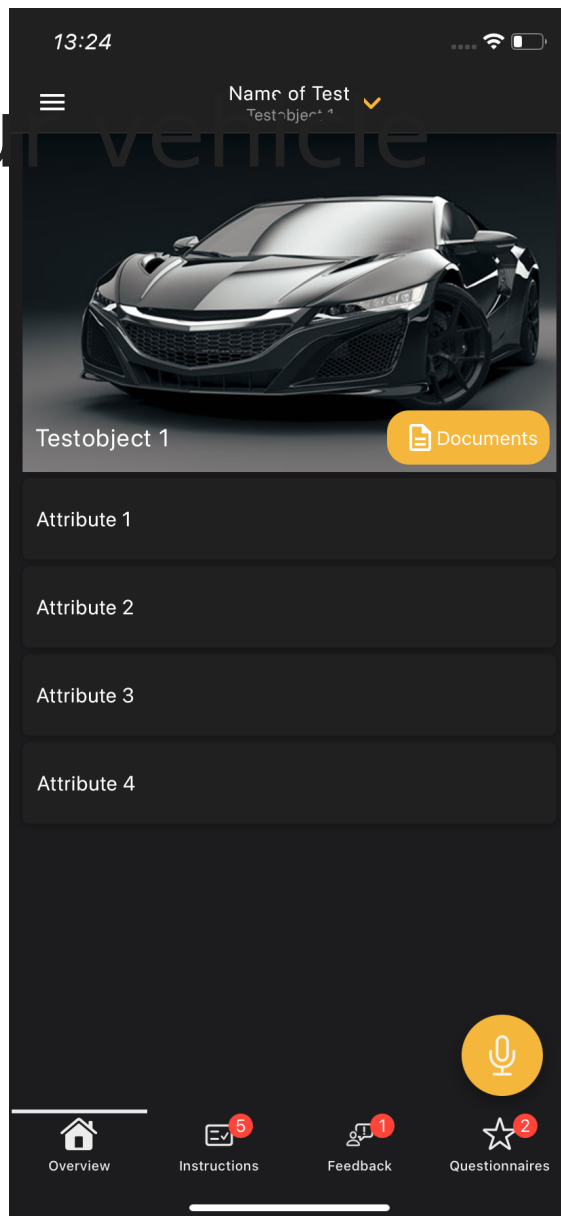 13:24
Name of Test
Testobject 1
vehicle
Testobject 1
Documents
Attribute 1
Attribute 2
Attribute 3
Attribute 4
5
1
2
Overview
Instructions
Feedback
Questionnaires